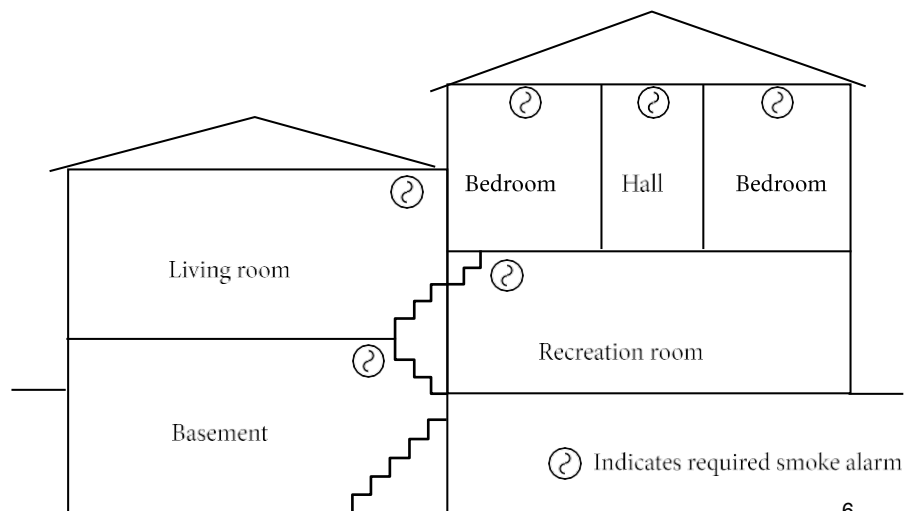 Bedroom
Hall
Bedroom
Living room
Recreation room
Basement
Indicates required smoke alarm
6